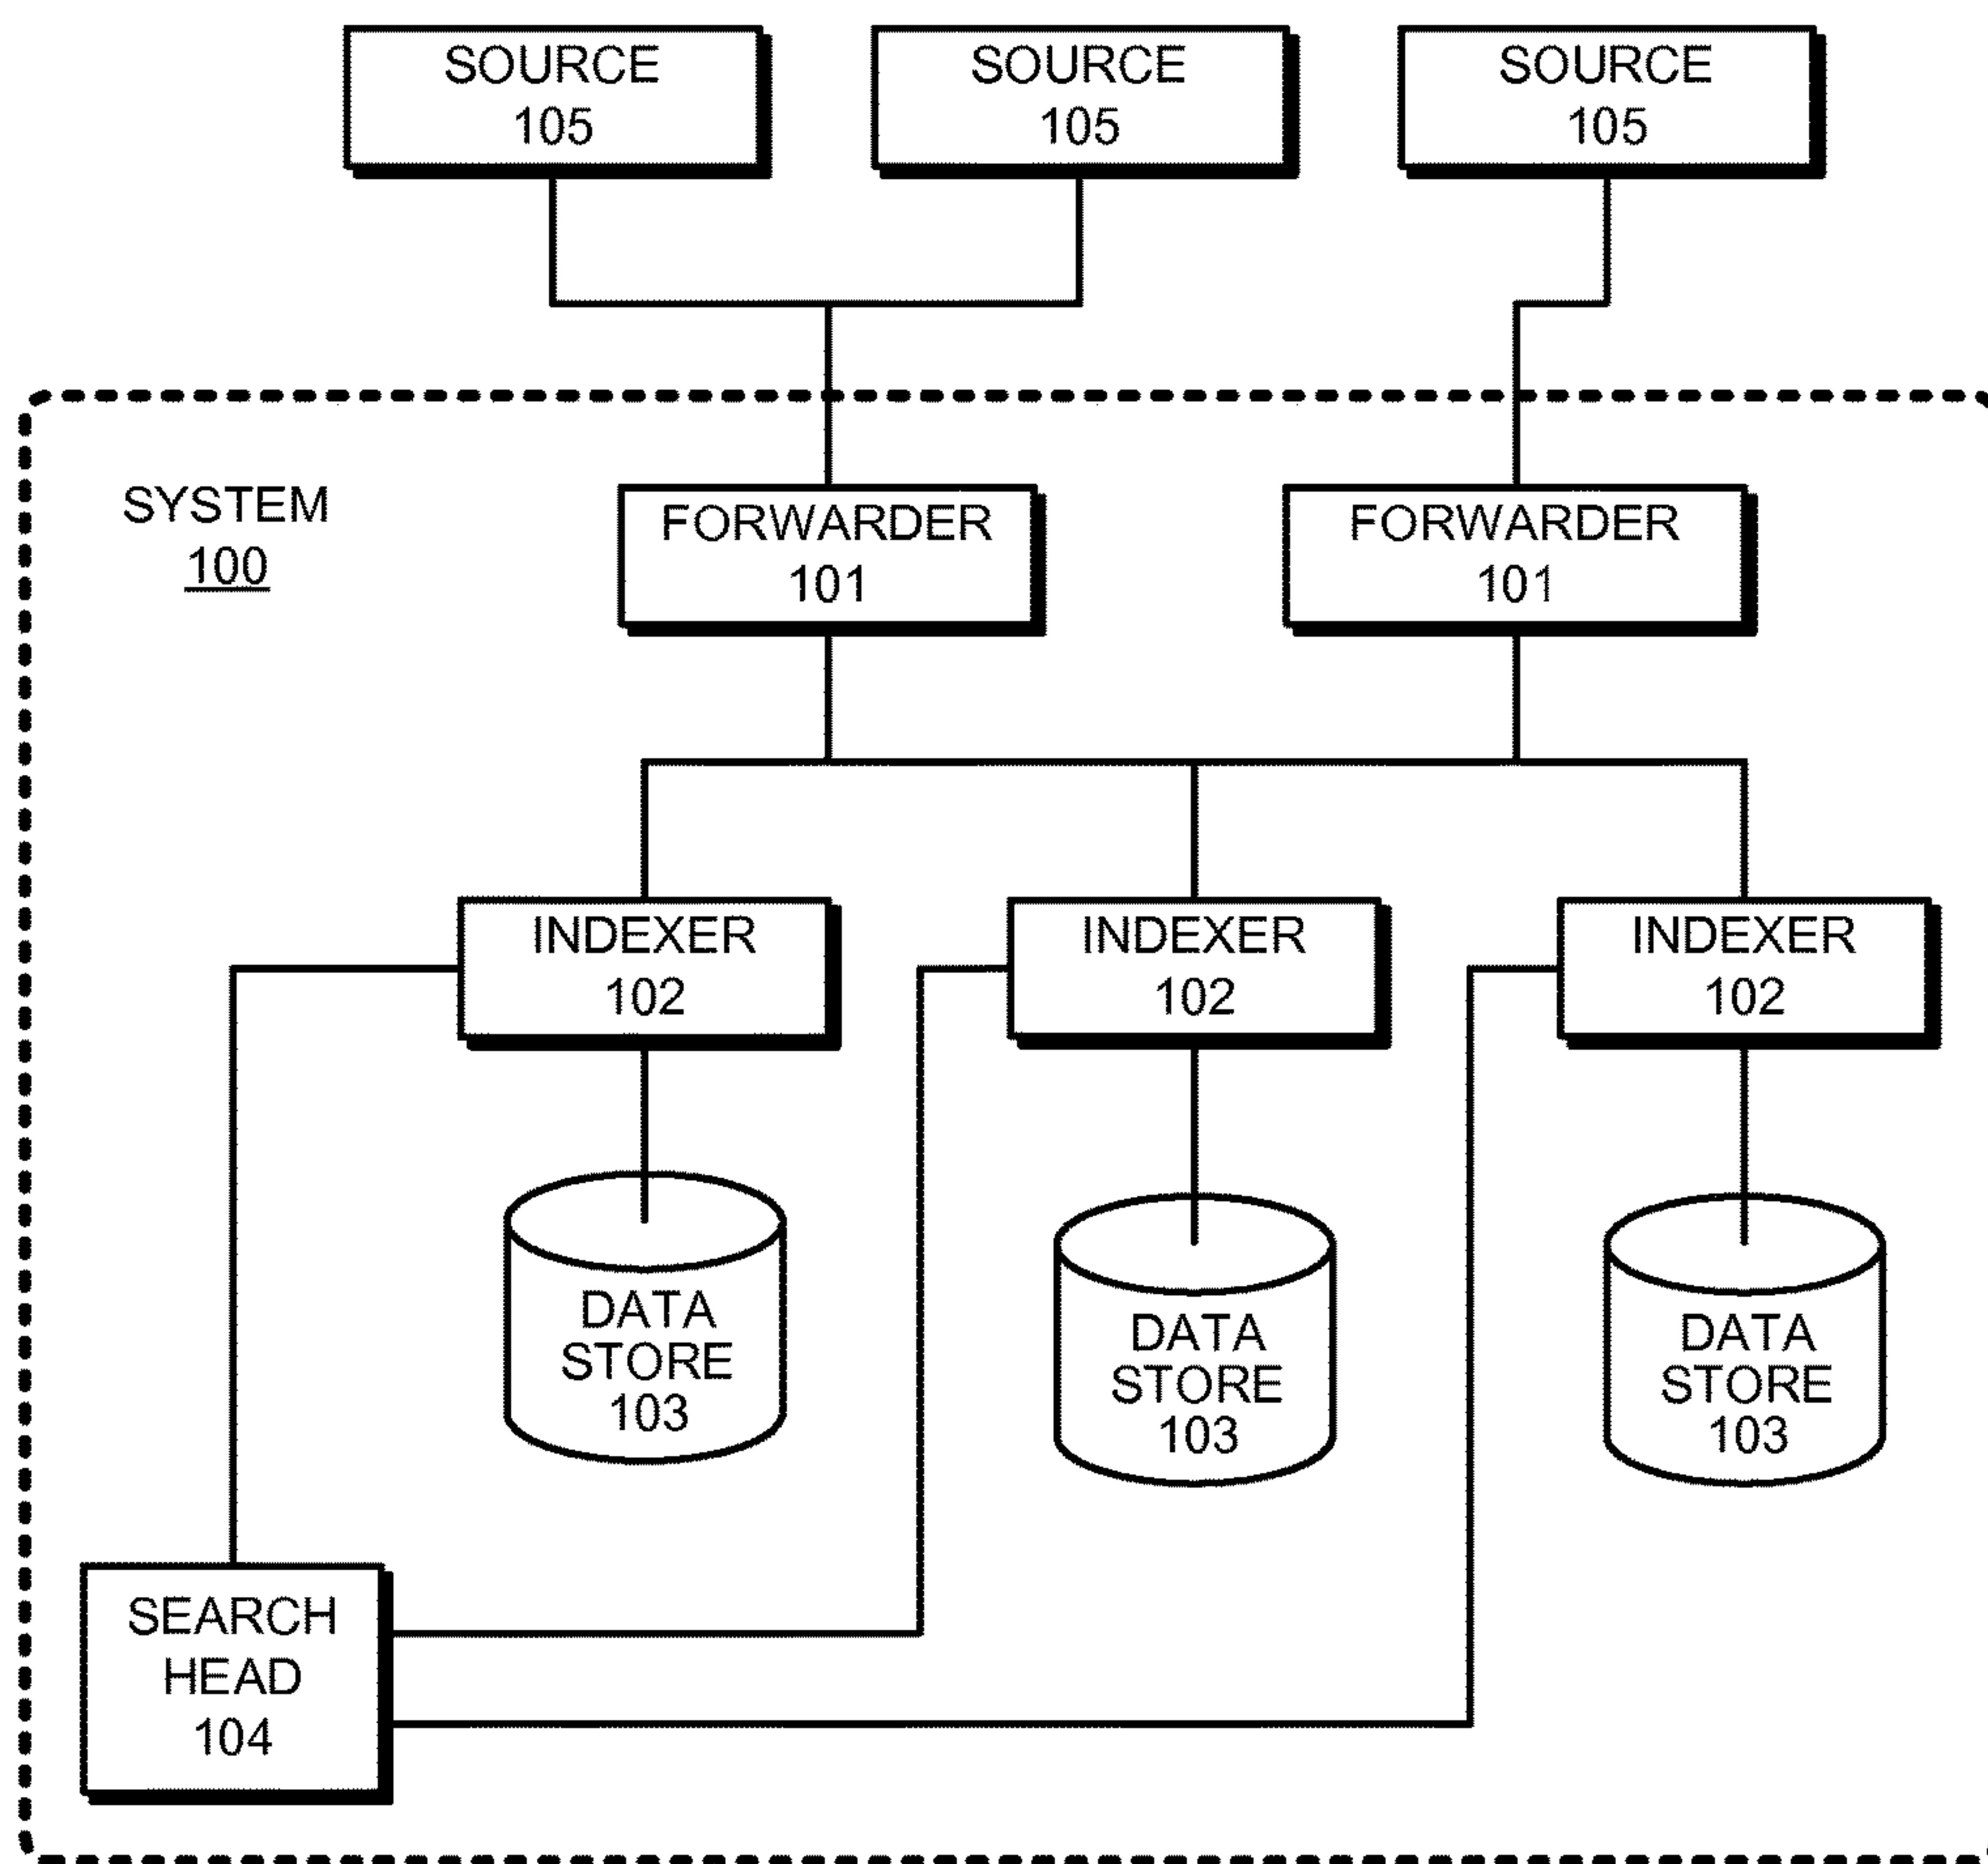 SOURCE
105
SOURCE
105
SOURCE
105
SYSTEM
100
FORWARDER
101
FORWARDER
101
INDEXER
102
INDEXER
102
INDEXER
102
DATA
STORE
103
DATA
STORE
103
DATA
STORE
103
SEARCH
HEAD
104